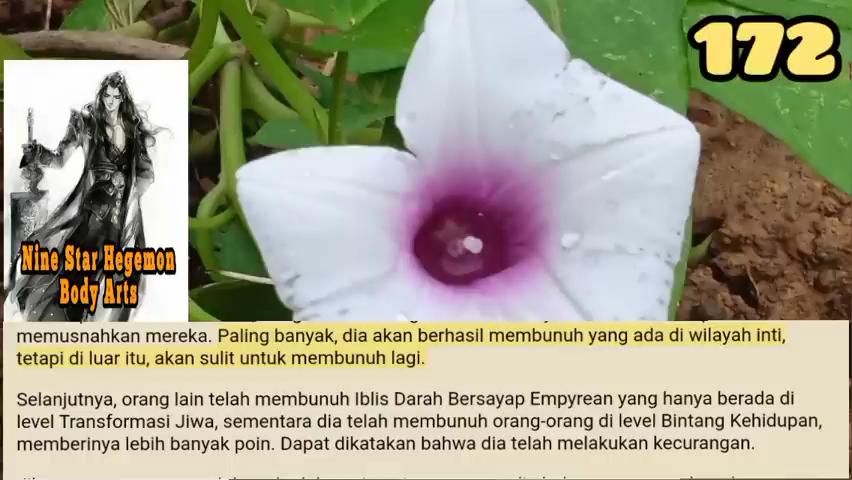 172
Nine Star Hegemon
Body Arts
memusnahkan mereka. Paling banyak, dia akan berhasil membunuh yang ada di wilayah inti,
tetapi di luar itu, akan sulit untuk membunuh lagi.
Selanjutnya, orang lain telah membunuh Iblis Darah Bersayap Empyrean yang hanya berada di
level Transformasi Jiwa, sementara dia telah membunuh orang-orang di level Bintang Kehidupan,
memberinya lebih banyak poin. Dapat dikatakan bahwa dia telah melakukan kecurangan.